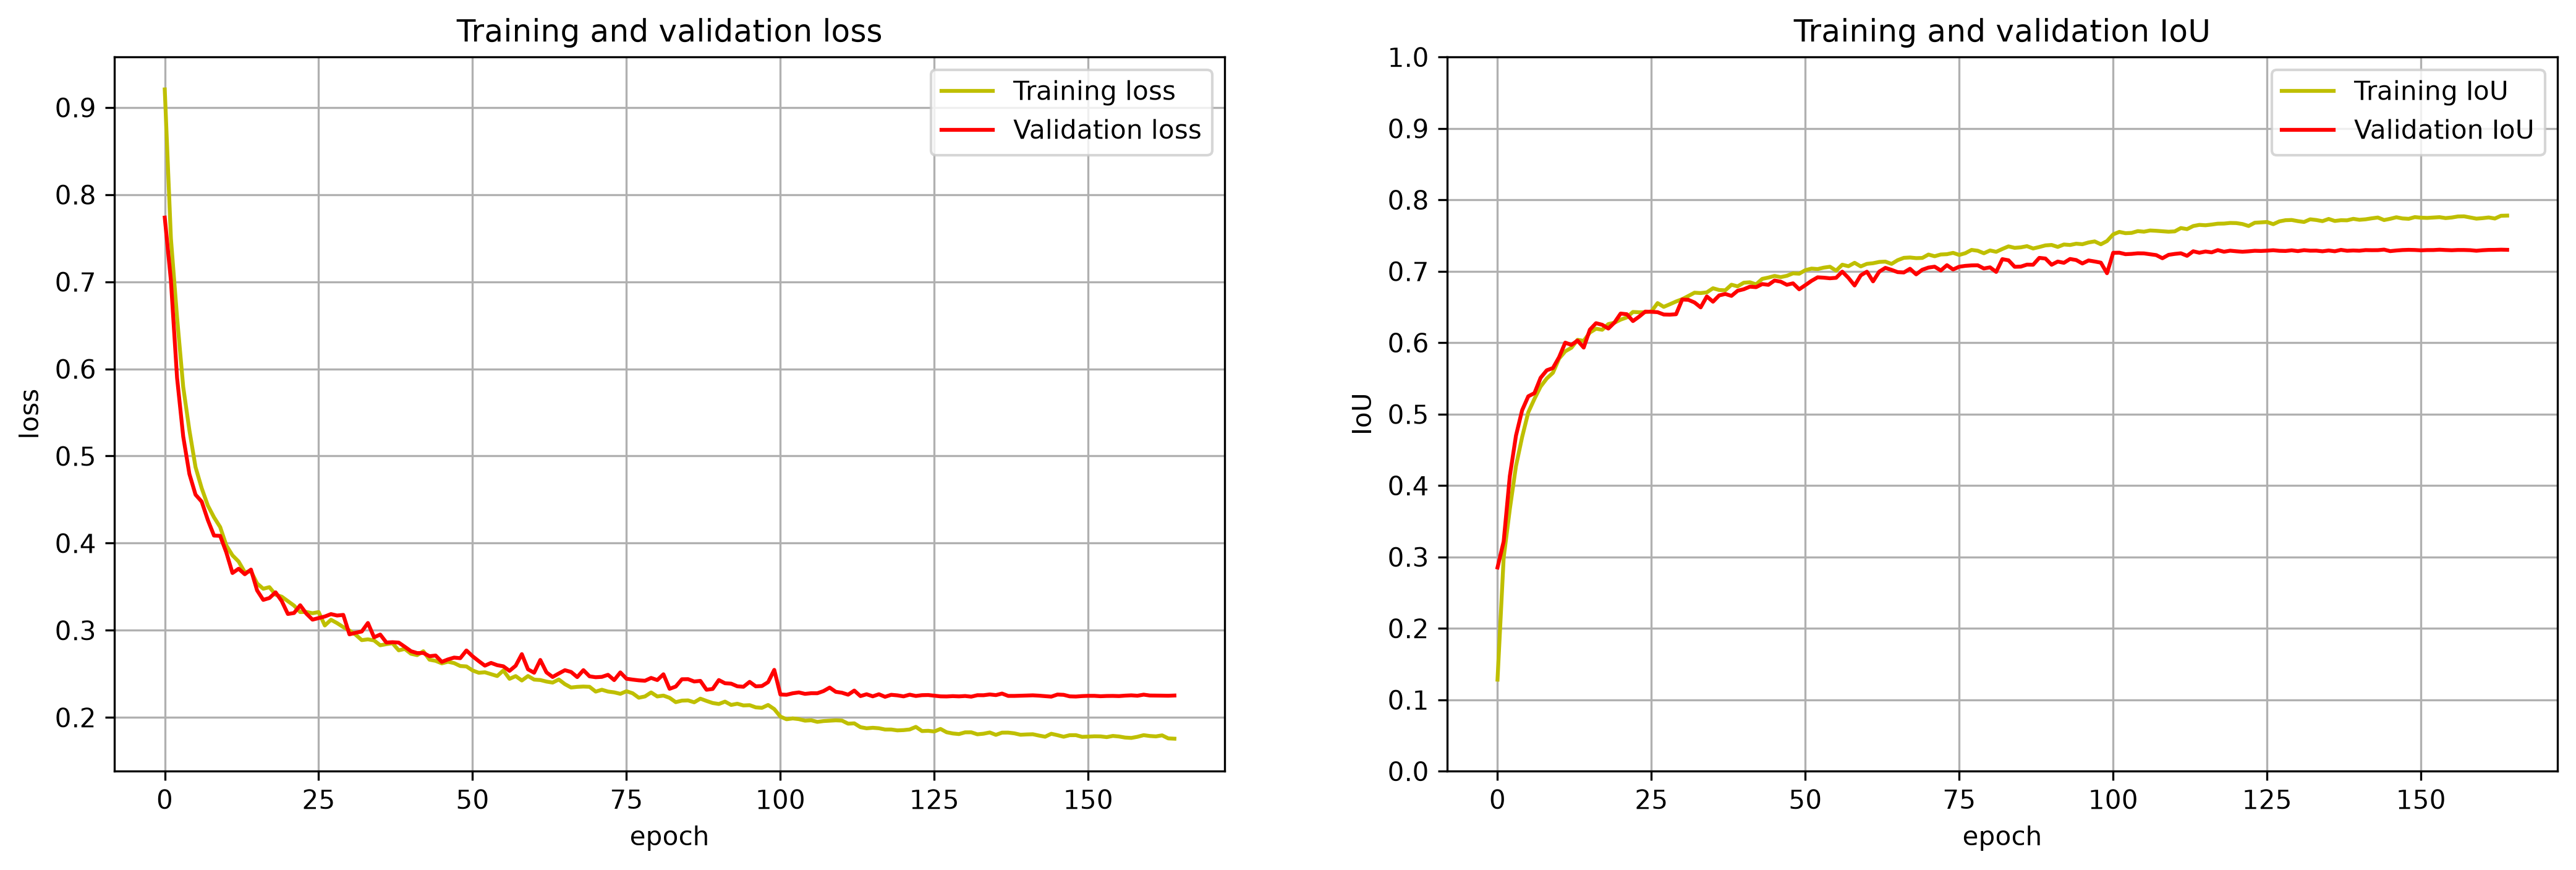 Training and validation loss
Training loss
Validation loss
0.9
0.8
0.7
0.6
0.5
0.4
0.3
0.2
loss
0 25 50 75 100 125 150
epoch
Training and validation IoU
Training IoU
Validation IoU
1.0
0.9
0.8
0.7
0.6
0.5
0.4
0.3
0.2
0.1
0.0
IoU
0 25 50 75 100 125 150
epoch